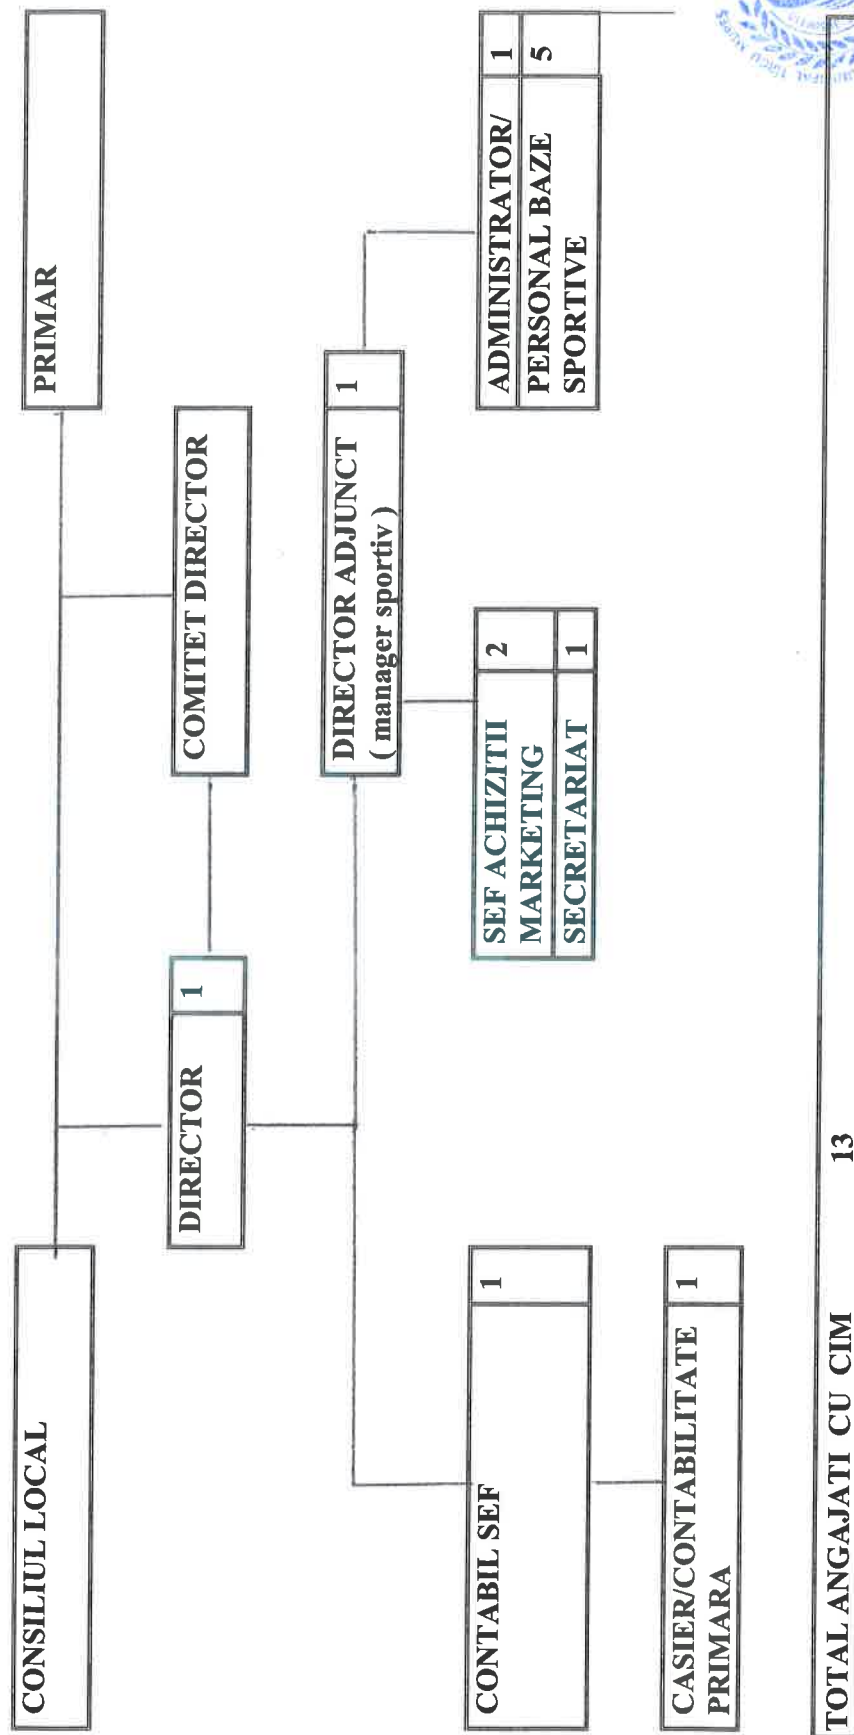 CONSILIUL LOCAL
PRIMAR
DIRECTOR 1
COMITET DIRECTOR
DIRECTOR ADJUNCT 1
( manager sportiv )
CONTABIL SEF 1
SEF ACHIZITII 2
MARKETING
SECRETARIAT 1
ADMINISTRATOR/ 1
PERSONAL BAZE 5
SPORTIVE
CASIER/CONTABILITATE 1
PRIMARA
TOTAL ANGAJATI CU CIM 13